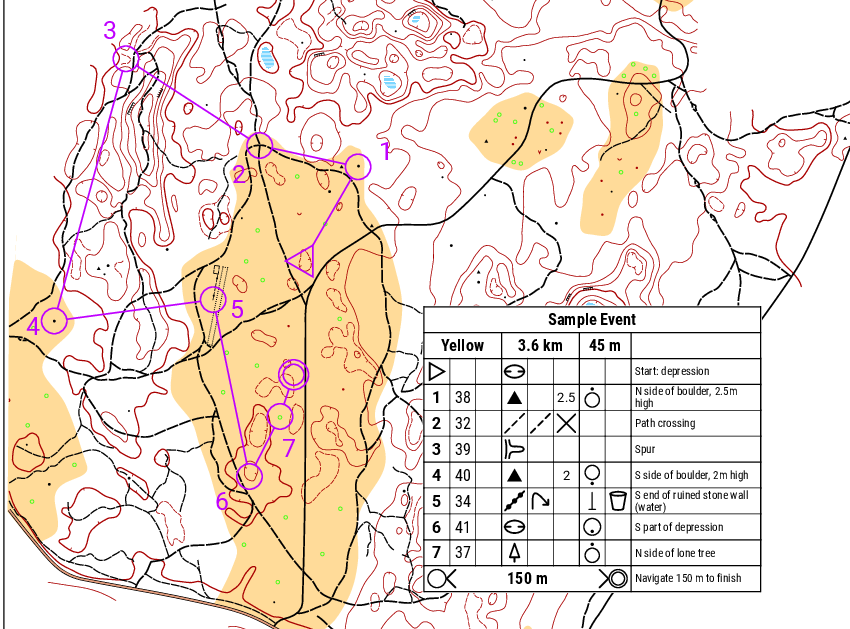 3
1
2
4
5
6
7
Sample Event
Yellow 3.6 km 45 m
Start: depression
1 38 2.5 N side of boulder, 2.5m
high
2 32 Path crossing
3 39 Spur
4 40 2 S side of boulder, 2m high
5 34 S end of ruined stone wall
(water)
6 41 S part of depression
7 37 N side of lone tree
150 m Navigate 150 m to finish